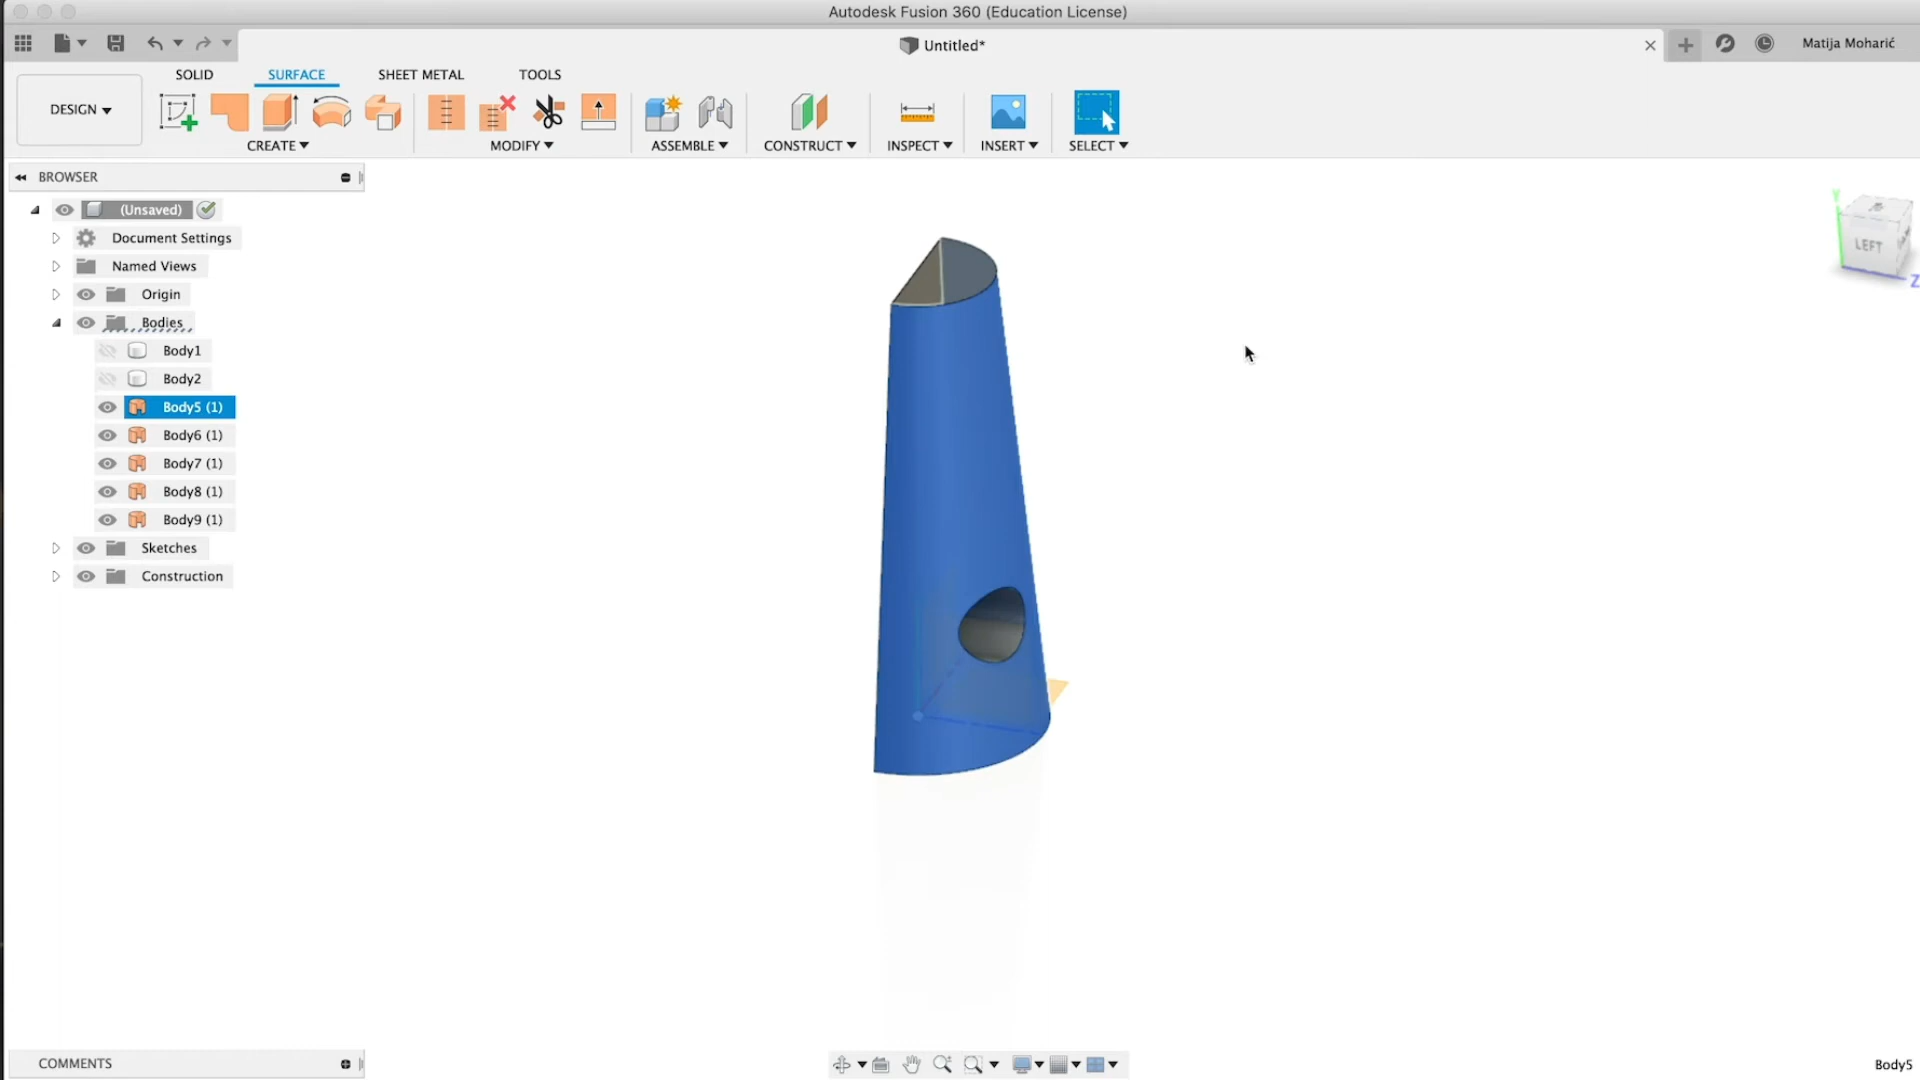 Autodesk Fusion 360 (Education License)
Untitled*
Matija Moharić
SOLID SURFACE SHEET METAL TOOLS
DESIGN ▾
CREATE ▾ MODIFY ▾ ASSEMBLE ▾ CONSTRUCT ▾ INSPECT ▾ INSERT ▾ SELECT ▾
BROWSER
(Unsaved)
Document Settings
Named Views
Origin
Bodies
Body1
Body2
Body5 (1)
Body6 (1)
Body7 (1)
Body8 (1)
Body9 (1)
Sketches
Construction
Y
LEFT
Z
COMMENTS
Body5